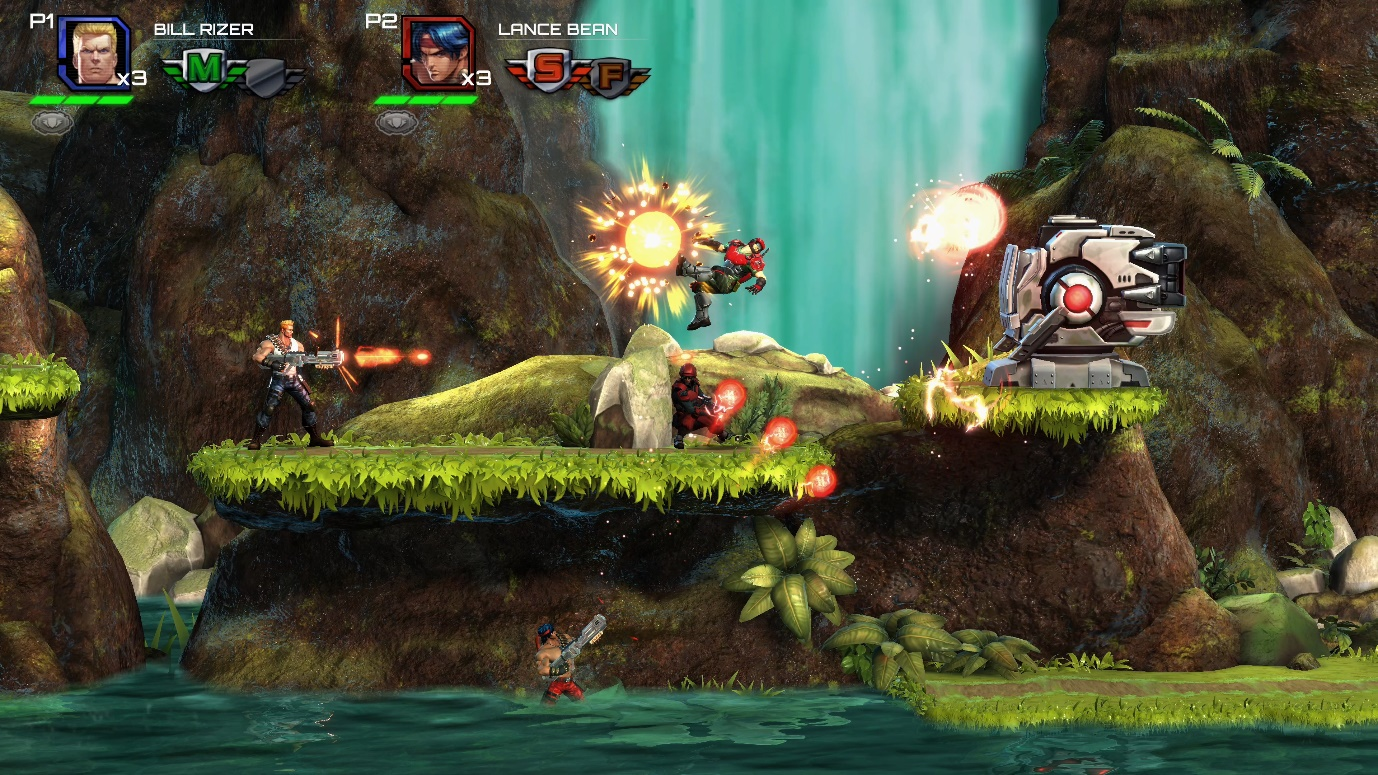 P1
BILL RIZER
x3
M
P2
LANCE BEAN
x3
S
F